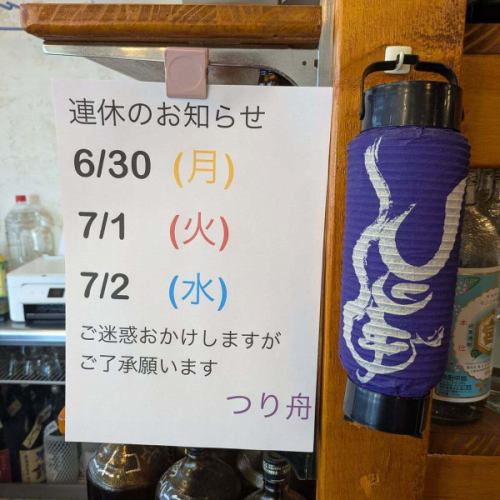 連休のお知らせ
6/30 (月)
7/1 (火)
7/2 (水)
ご迷惑おかけしますが
ご了承願います
つり舟